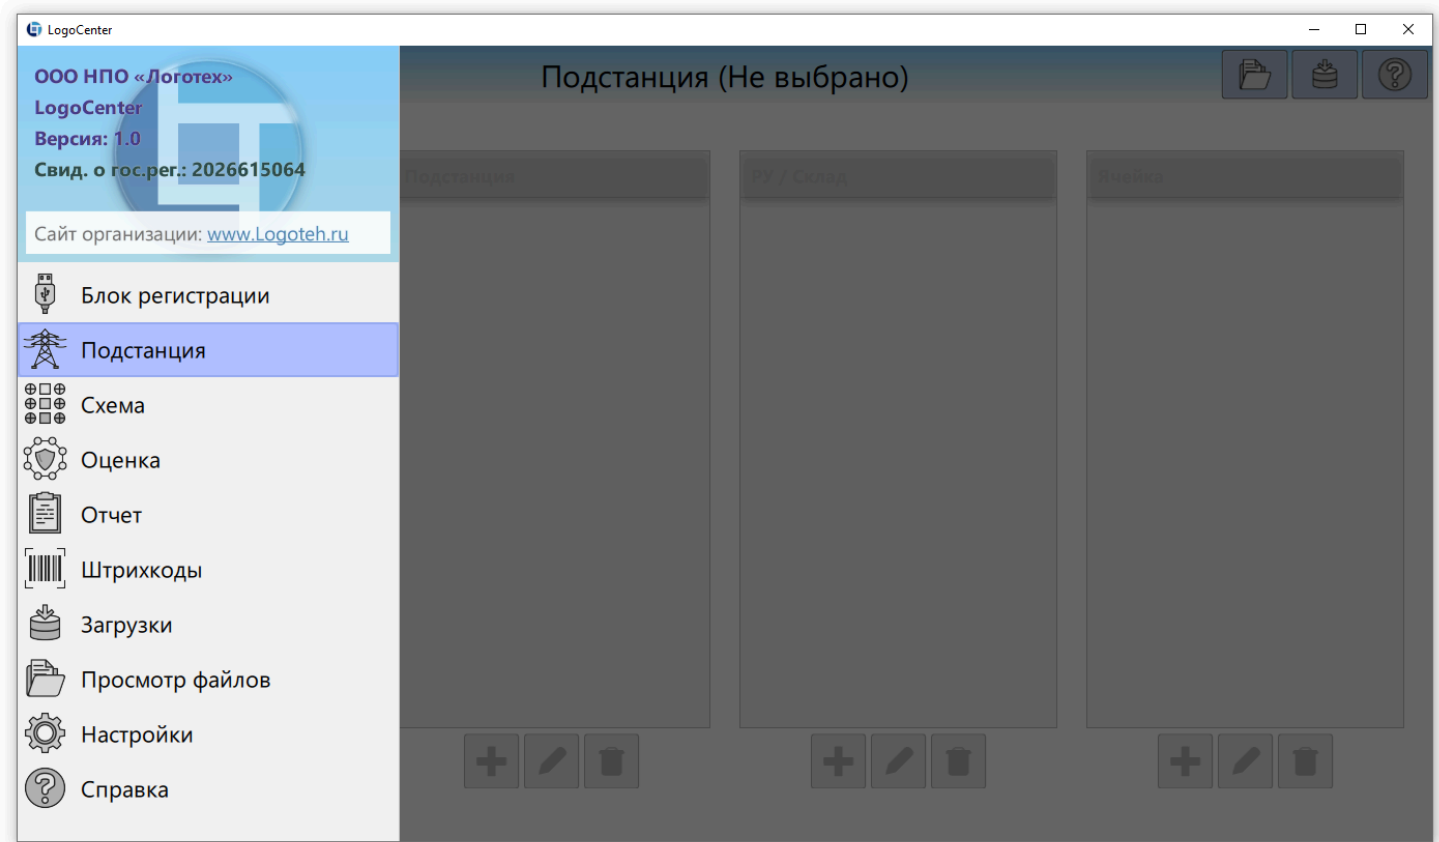 LogoCenter
ООО НПО «Логотех»
LogoCenter
Версия: 1.0
Свид. о гос.рег.: 2026615064
Сайт организации: www.Logoteh.ru
Блок регистрации
Подстанция
Схема
Оценка
Отчет
Штрихкоды
Загрузки
Просмотр файлов
Настройки
Справка
Подстанция (Не выбрано)
Подстанция
РУ / Склад
Ячейка